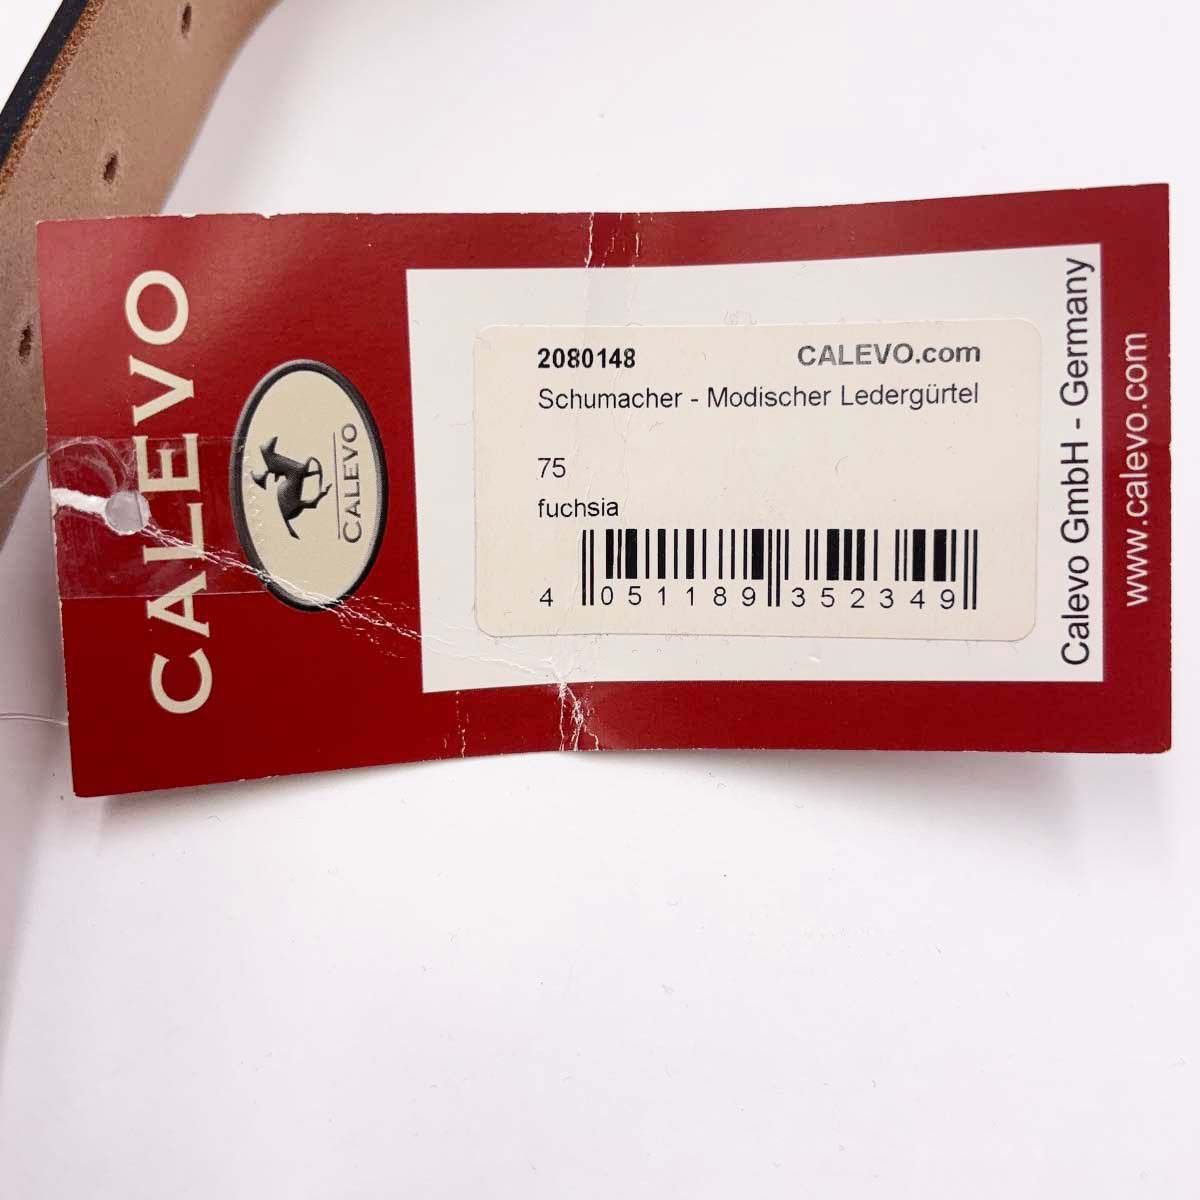 CALEVO
CALEVO
2080148 CALEVO.com
Schumacher - Modischer Ledergürtel
75
fuchsia
4 051189 352349
Calevo GmbH - Germany
www.calevo.com